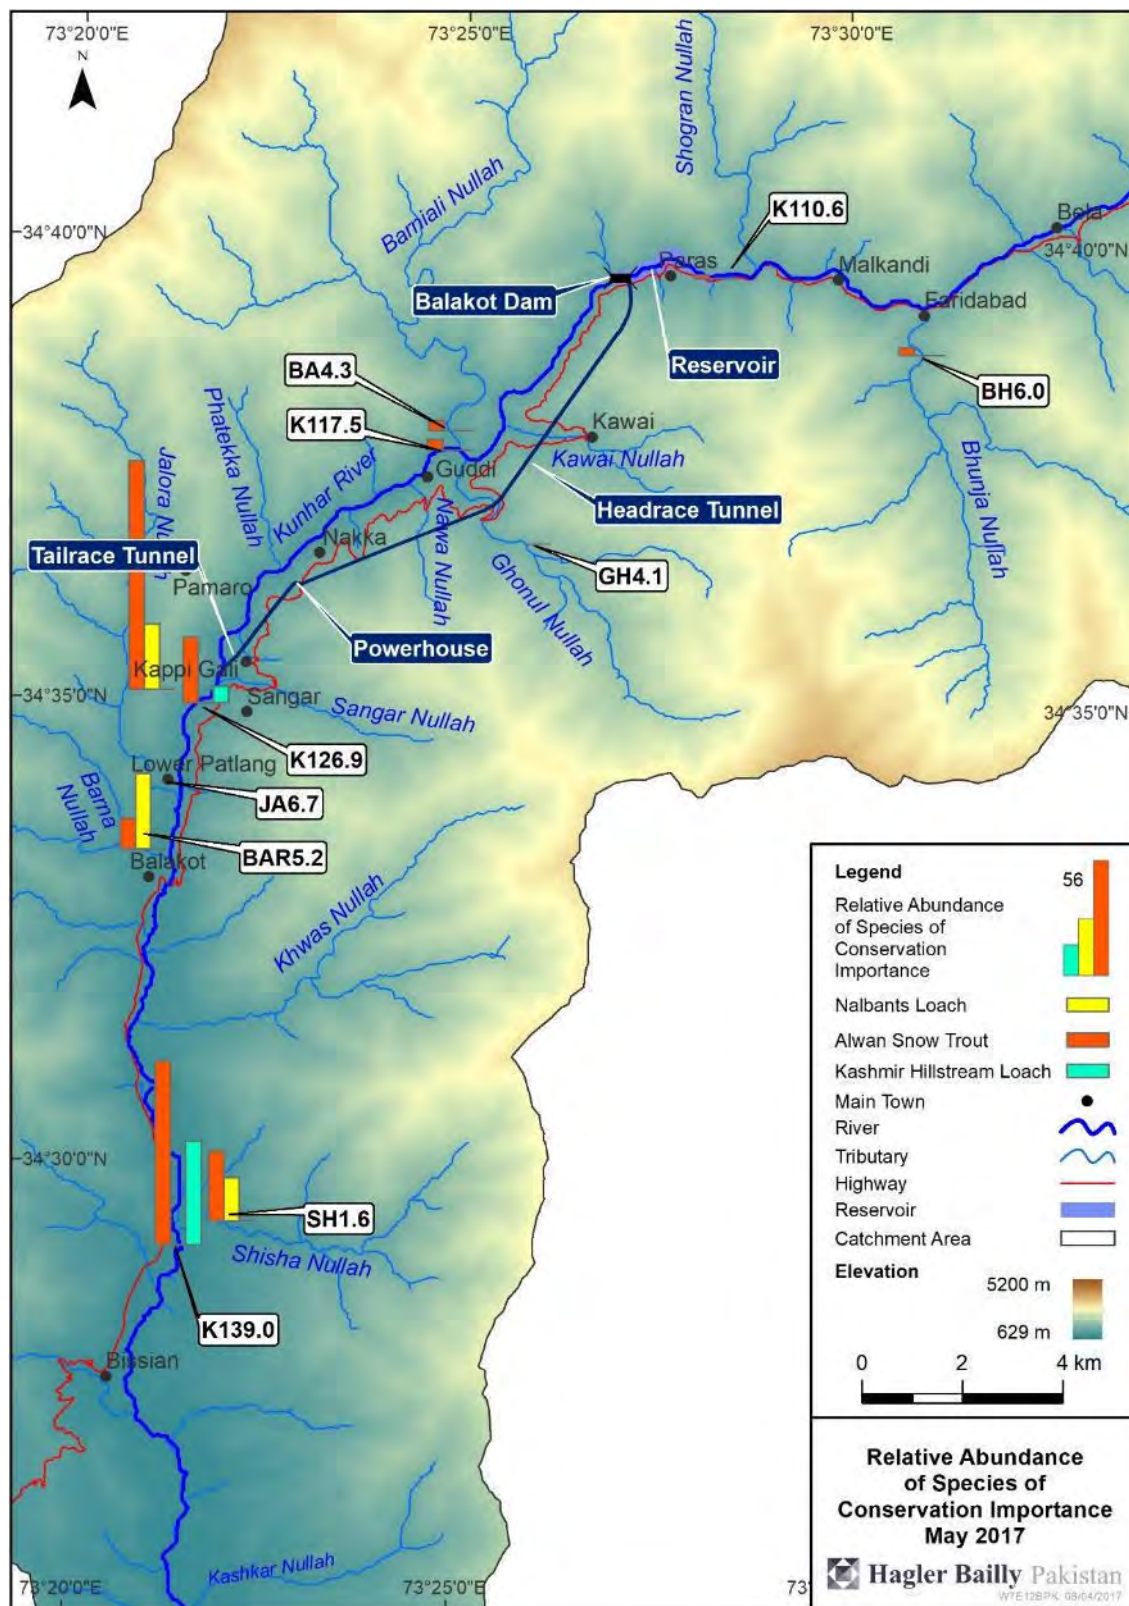 73°20'0"E
73°25'0"E
73°30'0"E
N
Shogran Nullah
Barniali Nullah
K110.6
Bela
34°40'0"N
34°40'0"N
Paras
Malkandi
Balakot Dam
Faridabad
Reservoir
BA4.3
BH6.0
Phatekka Nullah
K117.5
Kawai
Kawai Nullah
Jalora Nu
Guddi
Kunhar River
Bhunja Nullah
Headrace Tunnel
Nawa Nullah
Nakka
Tailrace Tunnel
GH4.1
Ghonul Nullah
Pamaro
Powerhouse
Kappi Gali
34°35'0"N
Sangar
Sangar Nullah
34°35'0"N
K126.9
Lower Patlang
JA6.7
Barna
Nullah
BAR5.2
Balakot
Khwas Nullah
34°30'0"N
SH1.6
Shisha Nullah
K139.0
Bissian
Kashkar Nullah
73°20'0"E
73°25'0"E
73°
Legend
56
Relative Abundance
of Species of
Conservation
Importance
Nalbants Loach
Alwan Snow Trout
Kashmir Hillstream Loach
Main Town
River
Tributary
Highway
Reservoir
Catchment Area
Elevation
5200 m
629 m
0 2 4 km
Relative Abundance
of Species of
Conservation Importance
May 2017
Hagler Bailly Pakistan